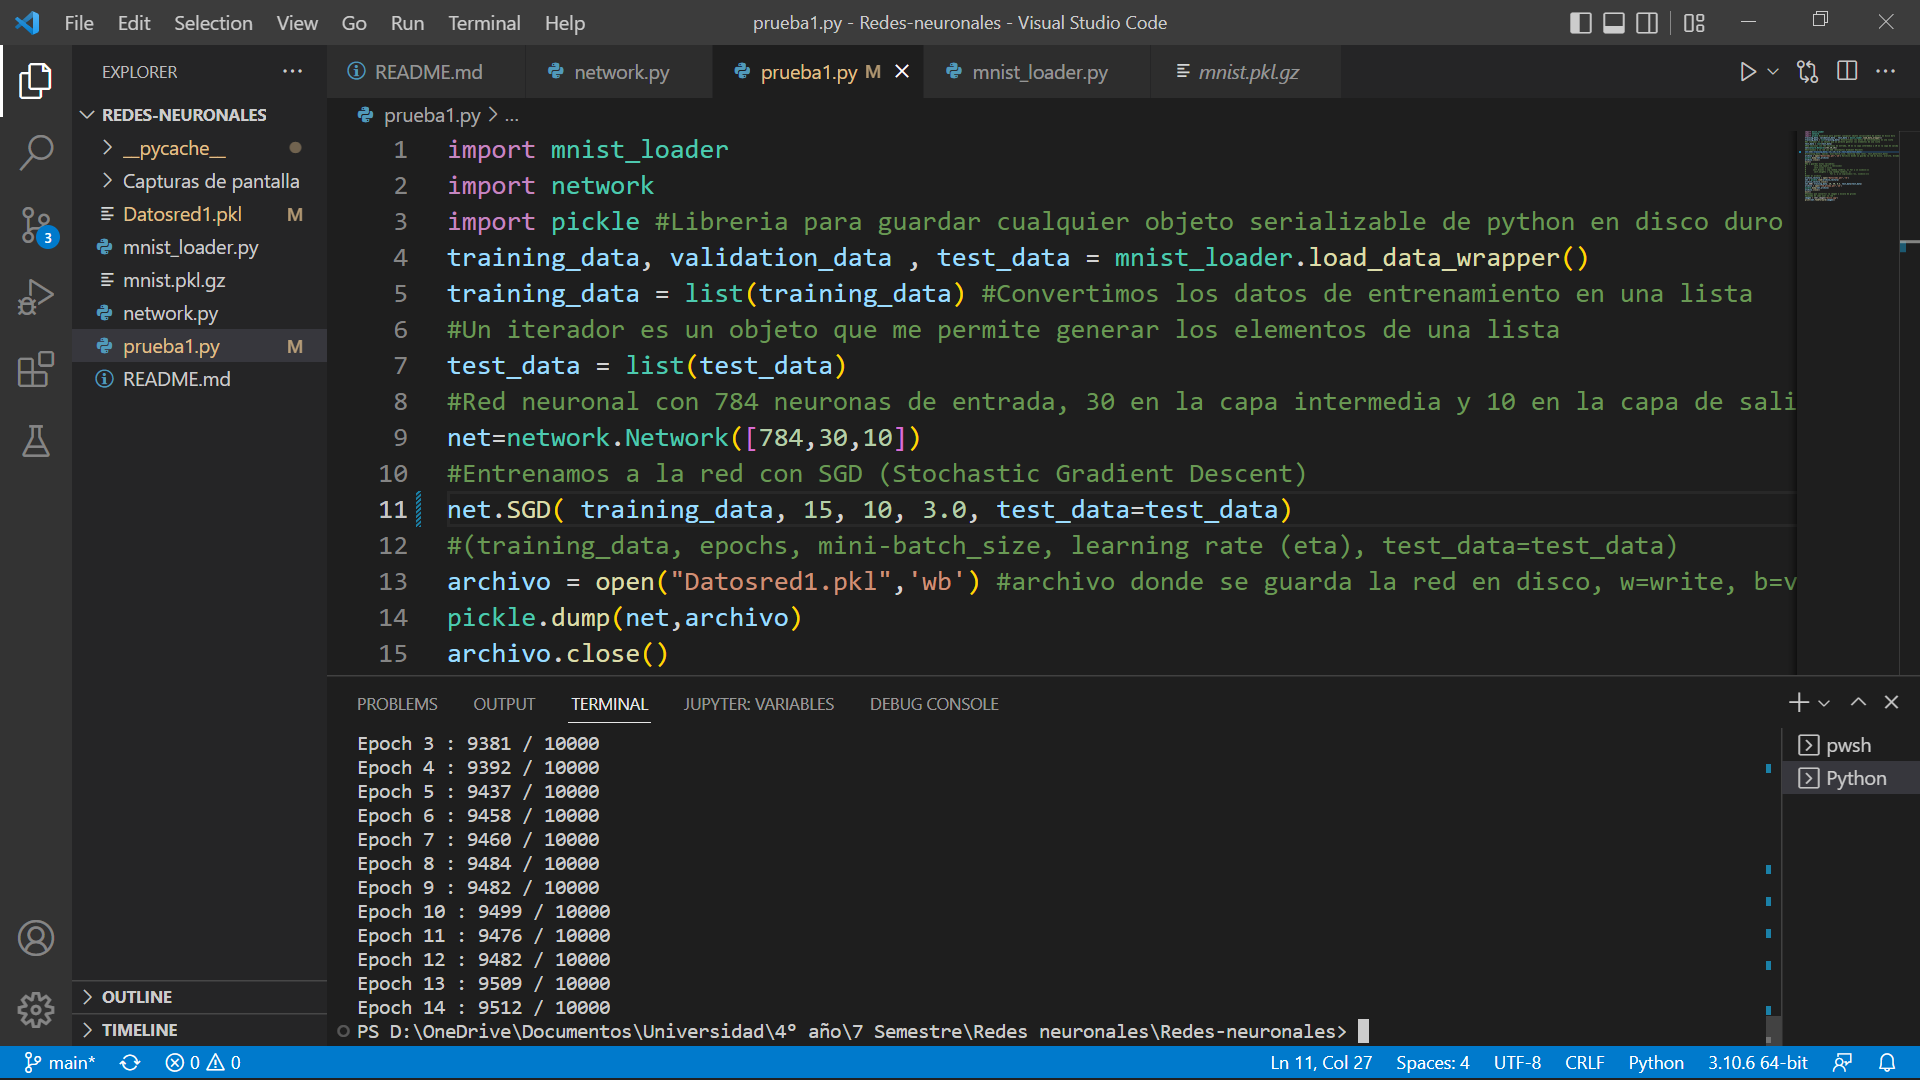 File Edit Selection View Go Run Terminal Help prueba1.py - Redes-neuronales - Visual Studio Code
EXPLORER
REDES-NEURONALES
__pycache__
Capturas de pantalla
Datosred1.pkl M
mnist_loader.py
mnist.pkl.gz
network.py
prueba1.py M
README.md
OUTLINE
TIMELINE
3
README.md network.py prueba1.py M mnist_loader.py mnist.pkl.gz
prueba1.py > ...
1 import mnist_loader
2 import network
3 import pickle #Libreria para guardar cualquier objeto serializable de python en disco duro
4 training_data, validation_data , test_data = mnist_loader.load_data_wrapper()
5 training_data = list(training_data) #Convertimos los datos de entrenamiento en una lista
6 #Un iterador es un objeto que me permite generar los elementos de una lista
7 test_data = list(test_data)
8 #Red neuronal con 784 neuronas de entrada, 30 en la capa intermedia y 10 en la capa de sali
9 net=network.Network([784,30,10])
10 #Entrenamos a la red con SGD (Stochastic Gradient Descent)
11 net.SGD( training_data, 15, 10, 3.0, test_data=test_data)
12 #(training_data, epochs, mini-batch_size, learning rate (eta), test_data=test_data)
13 archivo = open("Datosred1.pkl",'wb') #archivo donde se guarda la red en disco, w=write, b=v
14 pickle.dump(net,archivo)
15 archivo.close()
PROBLEMS OUTPUT TERMINAL JUPYTER: VARIABLES DEBUG CONSOLE
Epoch 3 : 9381 / 10000
Epoch 4 : 9392 / 10000
Epoch 5 : 9437 / 10000
Epoch 6 : 9458 / 10000
Epoch 7 : 9460 / 10000
Epoch 8 : 9484 / 10000
Epoch 9 : 9482 / 10000
Epoch 10 : 9499 / 10000
Epoch 11 : 9476 / 10000
Epoch 12 : 9482 / 10000
Epoch 13 : 9509 / 10000
Epoch 14 : 9512 / 10000
PS D:\OneDrive\Documentos\Universidad\4° año\7 Semestre\Redes neuronales\Redes-neuronales>
pwsh
Python
main* 0 0 Ln 11, Col 27 Spaces: 4 UTF-8 CRLF Python 3.10.6 64-bit